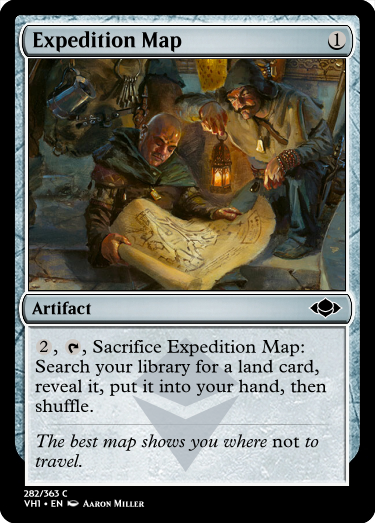 Expedition Map 1
Artifact
2, , Sacrifice Expedition Map:
Search your library for a land card,
reveal it, put it into your hand, then
shuffle.
The best map shows you where not to
travel.
282/363 C
VH1 • EN Aaron Miller